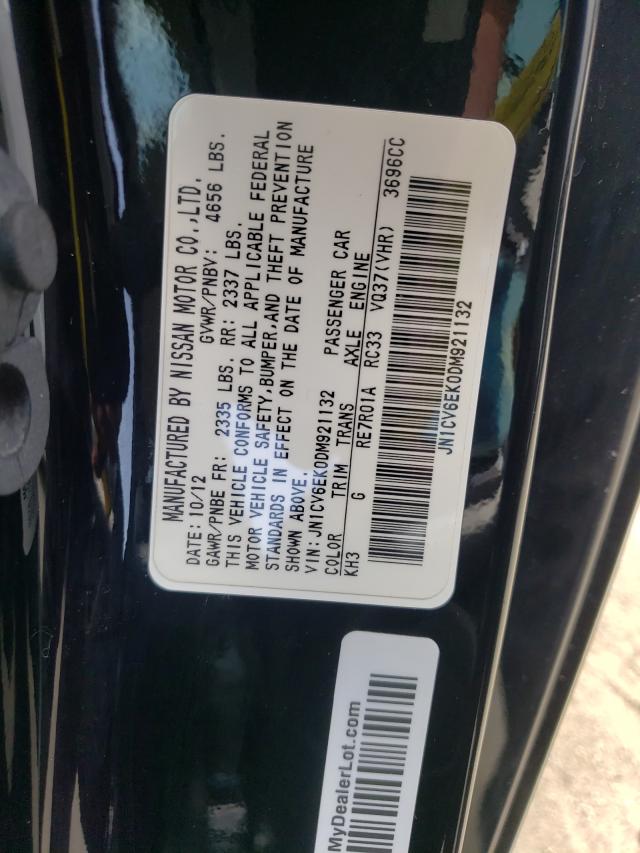 MANUFACTURED BY NISSAN MOTOR CO.,LTD.
DATE: 10/12 GVWR/PNBV: 4656 LBS.
GAWR/PNBE FR: 2335 LBS. RR: 2337 LBS.
THIS VEHICLE CONFORMS TO ALL APPLICABLE FEDERAL
MOTOR VEHICLE SAFETY,BUMPER,AND THEFT PREVENTION
STANDARDS IN EFFECT ON THE DATE OF MANUFACTURE
SHOWN ABOVE.
VIN:JN1CV6EK0DM921132 PASSENGER CAR
COLOR TRIM TRANS AXLE ENGINE
KH3 G RE7R01A RC33 VQ37(VHR) 3696CC
JN1CV6EK0DM921132
MyDealerLot.com